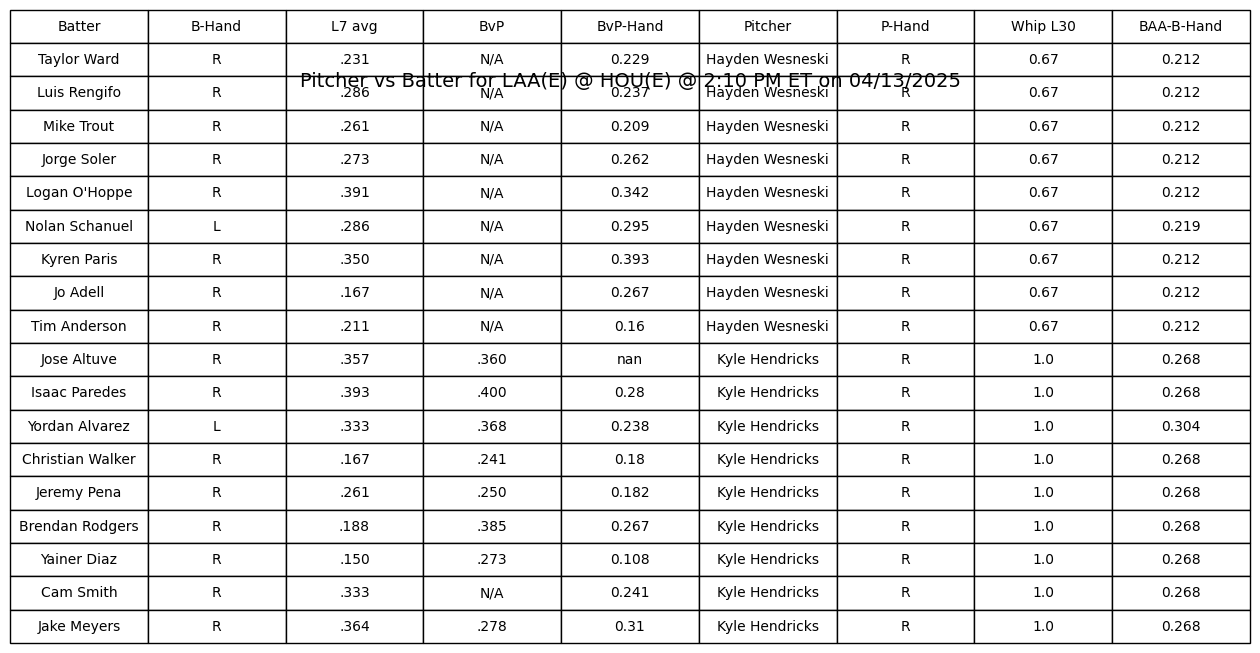 Batter B-Hand L7 avg BvP BvP-Hand Pitcher P-Hand Whip L30 BAA-B-Hand
Taylor Ward R .231 N/A 0.229 Hayden Wesneski R 0.67 0.212
Pitcher vs Batter for LAA(E) @ HOU(E) @ 2:10 PM ET on 04/13/2025
Luis Rengifo R .286 N/A 0.237 Hayden Wesneski R 0.67 0.212
Mike Trout R .261 N/A 0.209 Hayden Wesneski R 0.67 0.212
Jorge Soler R .273 N/A 0.262 Hayden Wesneski R 0.67 0.212
Logan O'Hoppe R .391 N/A 0.342 Hayden Wesneski R 0.67 0.212
Nolan Schanuel L .286 N/A 0.295 Hayden Wesneski R 0.67 0.219
Kyren Paris R .350 N/A 0.393 Hayden Wesneski R 0.67 0.212
Jo Adell R .167 N/A 0.267 Hayden Wesneski R 0.67 0.212
Tim Anderson R .211 N/A 0.16 Hayden Wesneski R 0.67 0.212
Jose Altuve R .357 .360 nan Kyle Hendricks R 1.0 0.268
Isaac Paredes R .393 .400 0.28 Kyle Hendricks R 1.0 0.268
Yordan Alvarez L .333 .368 0.238 Kyle Hendricks R 1.0 0.304
Christian Walker R .167 .241 0.18 Kyle Hendricks R 1.0 0.268
Jeremy Pena R .261 .250 0.182 Kyle Hendricks R 1.0 0.268
Brendan Rodgers R .188 .385 0.267 Kyle Hendricks R 1.0 0.268
Yainer Diaz R .150 .273 0.108 Kyle Hendricks R 1.0 0.268
Cam Smith R .333 N/A 0.241 Kyle Hendricks R 1.0 0.268
Jake Meyers R .364 .278 0.31 Kyle Hendricks R 1.0 0.268